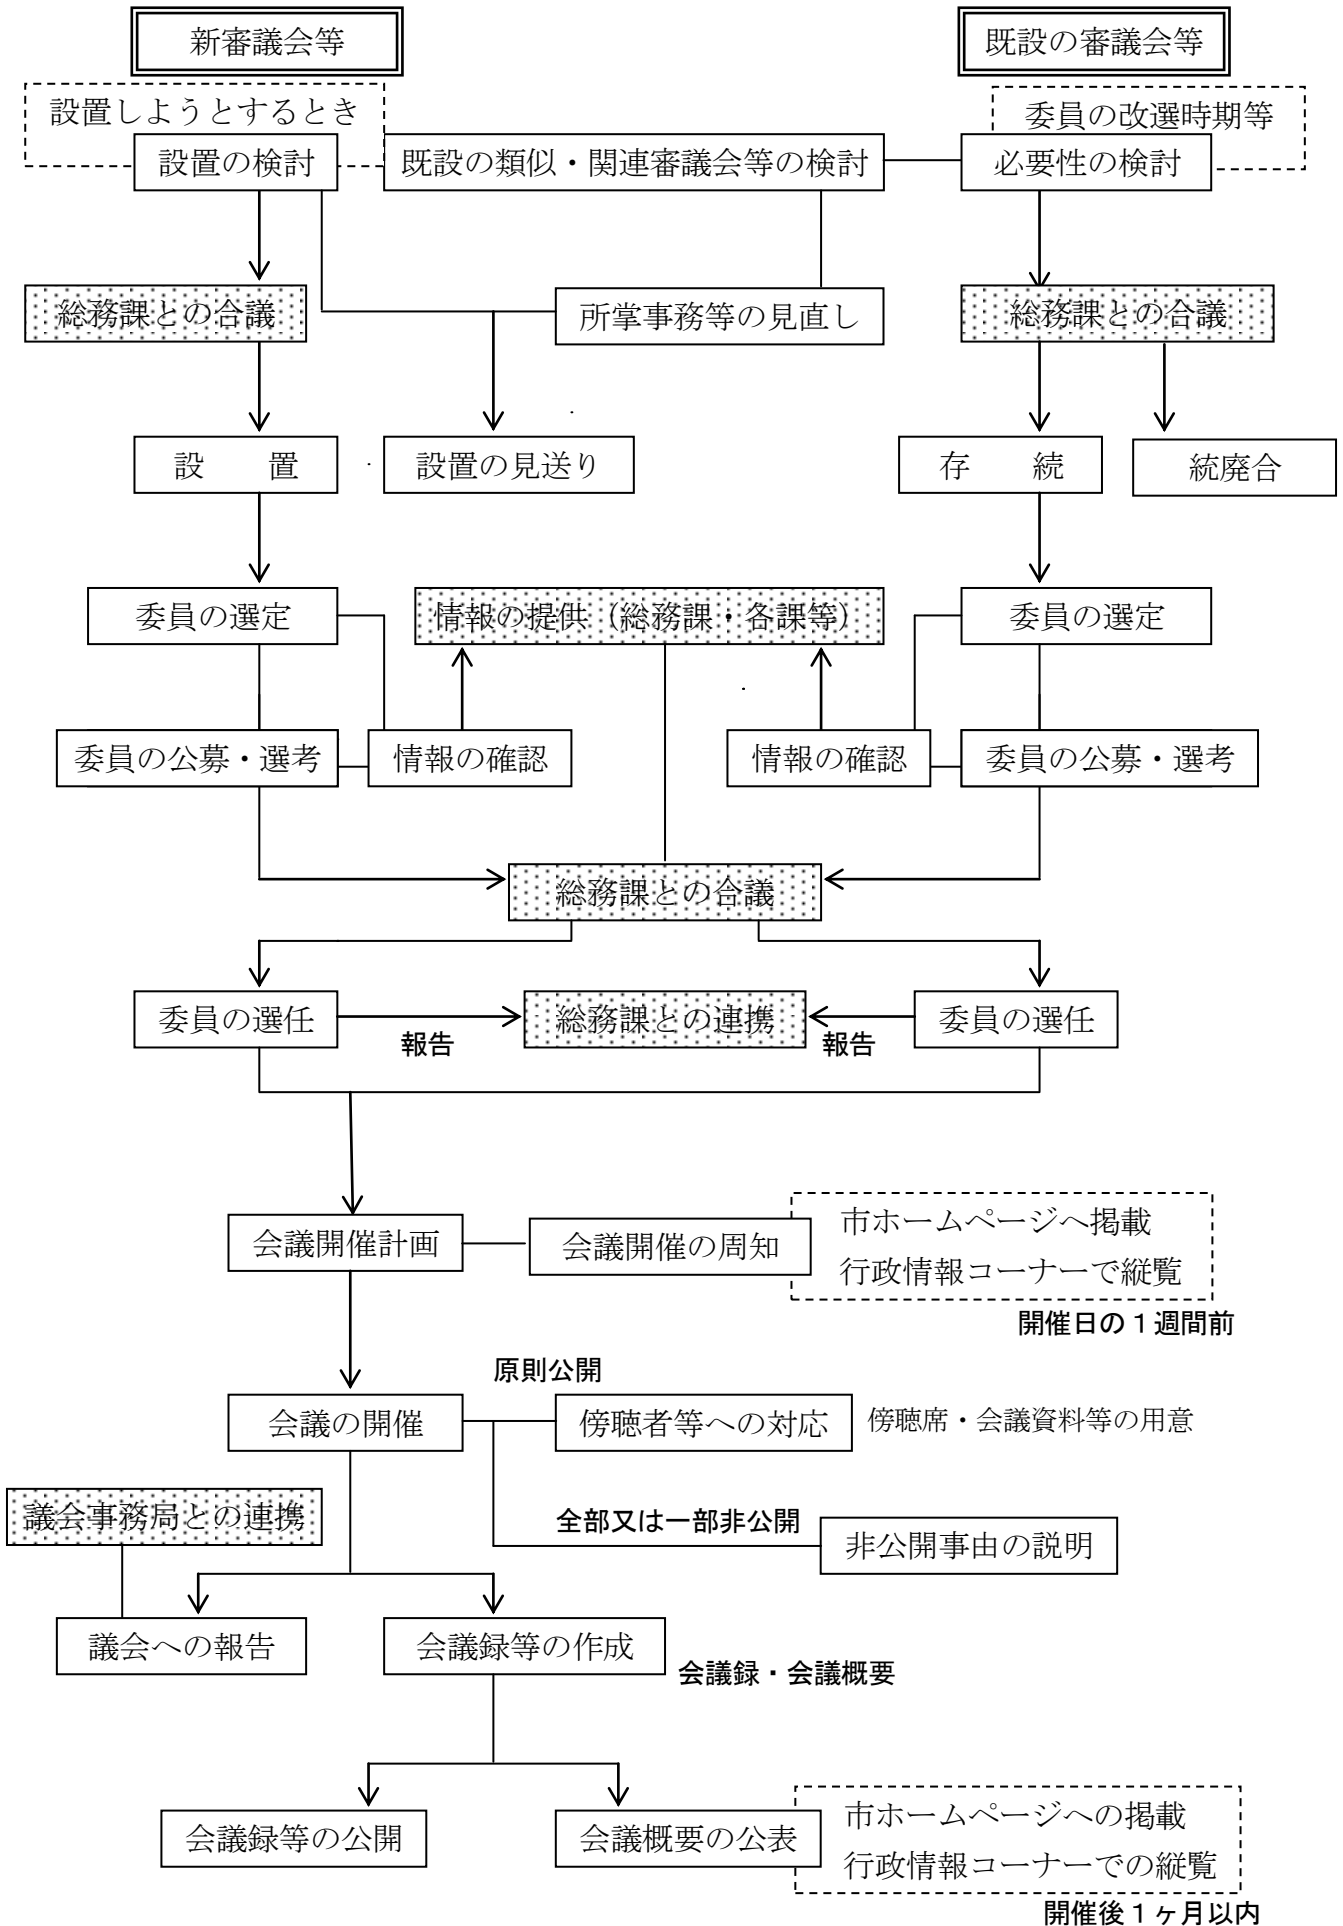 新審議会等
既設の審議会等
設置しようとするとき
委員の改選時期等
設置の検討
既設の類似・関連審議会等の検討
必要性の検討
総務課との合議
所掌事務等の見直し
総務課との合議
設　　置
設置の見送り
存　　続
統廃合
委員の選定
情報の提供（総務課・各課等）
委員の選定
委員の公募・選考
情報の確認
情報の確認
委員の公募・選考
総務課との合議
委員の選任
総務課との連携
委員の選任
報告
報告
市ホームページへ掲載
会議開催計画
会議開催の周知
行政情報コーナーで縦覧
開催日の１週間前
原則公開
会議の開催
傍聴者等への対応
傍聴席・会議資料等の用意
議会事務局との連携
全部又は一部非公開
非公開事由の説明
議会への報告
会議録等の作成
会議録・会議概要
市ホームページへの掲載
会議録等の公開
会議概要の公表
行政情報コーナーでの縦覧
開催後１ヶ月以内